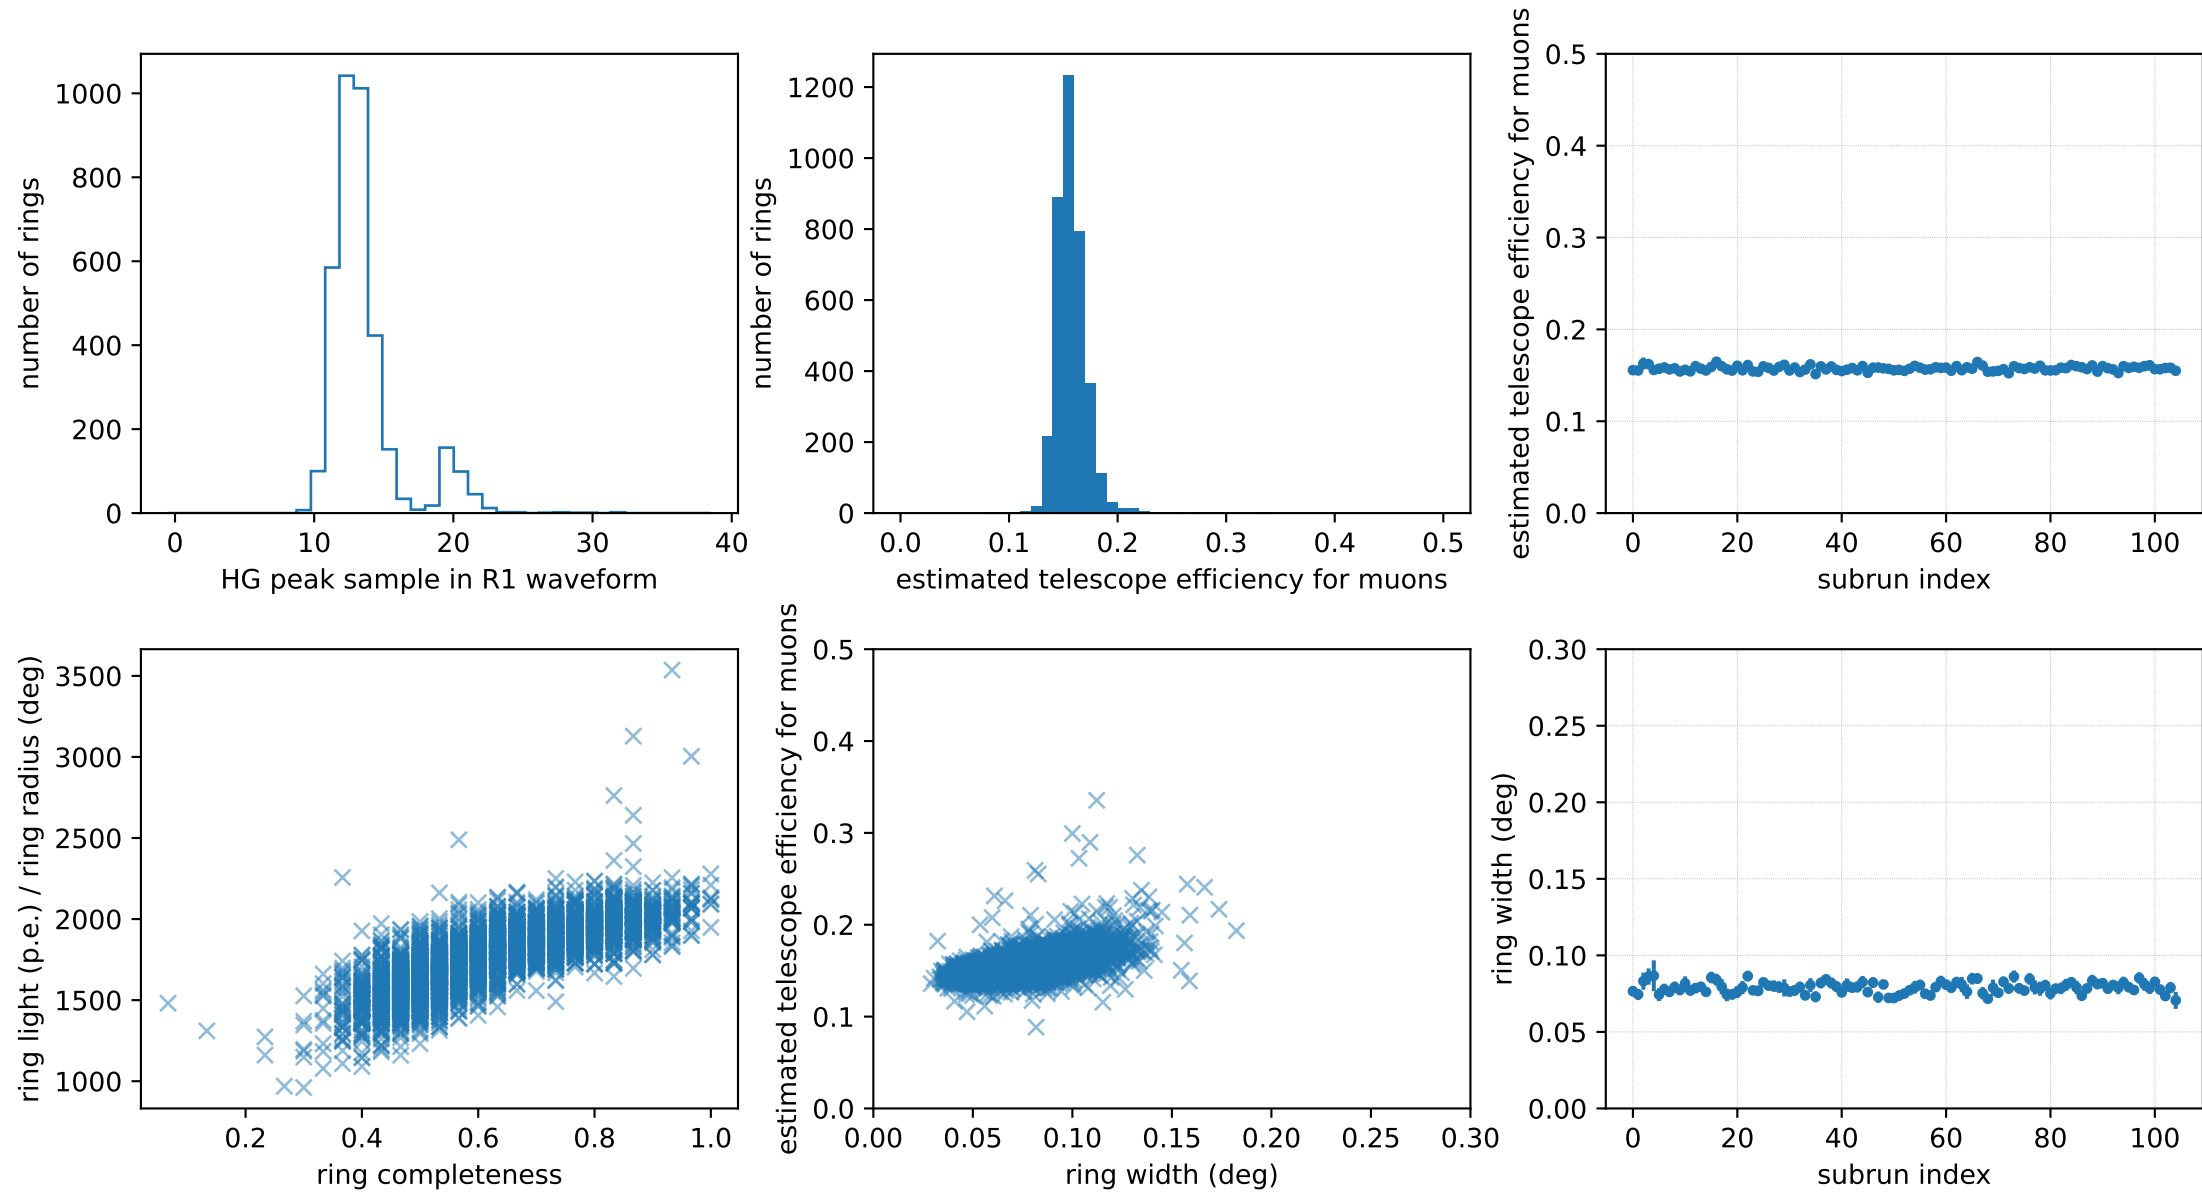 number of rings
1000
800
600
400
200
0
0 10 20 30 40
HG peak sample in R1 waveform
number of rings
1200
1000
800
600
400
200
0
0.0 0.1 0.2 0.3 0.4 0.5
estimated telescope efficiency for muons
estimated telescope efficiency for muons
0.5
0.4
0.3
0.2
0.1
0.0
0 20 40 60 80 100
subrun index
ring light (p.e.) / ring radius (deg)
3500
3000
2500
2000
1500
1000
0.2 0.4 0.6 0.8 1.0
ring completeness
estimated telescope efficiency for muons
0.5
0.4
0.3
0.2
0.1
0.0
0.00 0.05 0.10 0.15 0.20 0.25 0.30
ring width (deg)
ring width (deg)
0.30
0.25
0.20
0.15
0.10
0.05
0.00
0 20 40 60 80 100
subrun index